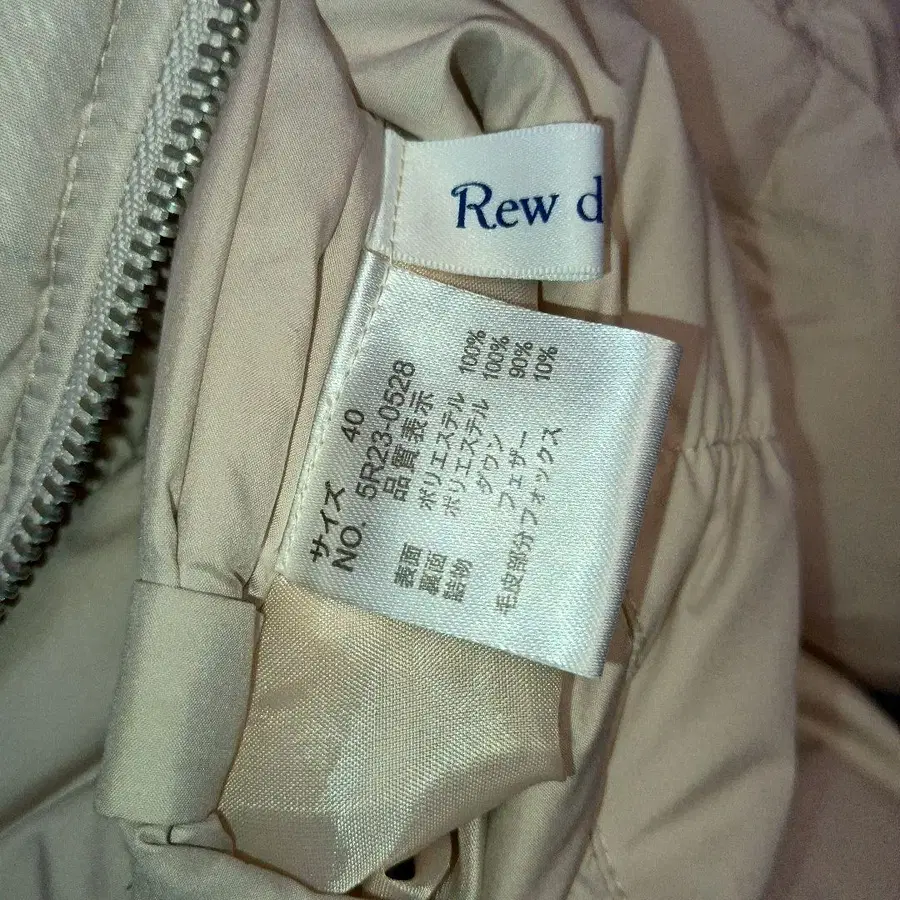 Rew d
サイズ 40
NO. 5R23-0528
品質表示
表面 ポリエステル 100%
裏面 ポリエステル 100%
詰物 ダウン 90%
フェザー 10%
毛皮部分フォックス